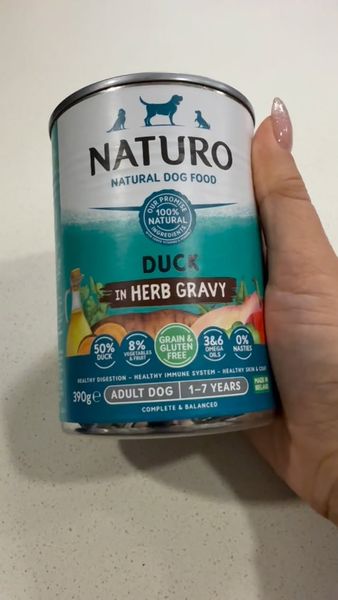 NATURO
NATURAL DOG FOOD
OUR PROMISE
100%
NATURAL
INGREDIENTS
DUCK
IN HERB GRAVY
50%
DUCK
8%
VEGETABLES
& FRUIT
GRAIN &
GLUTEN
FREE
3&6
OMEGA
OILS
0%
NASTIES
HEALTHY DIGESTION - HEALTHY IMMUNE SYSTEM - HEALTHY SKIN & COAT
390g℮
ADULT DOG
1-7 YEARS
MADE IN
IRELAND
COMPLETE & BALANCED